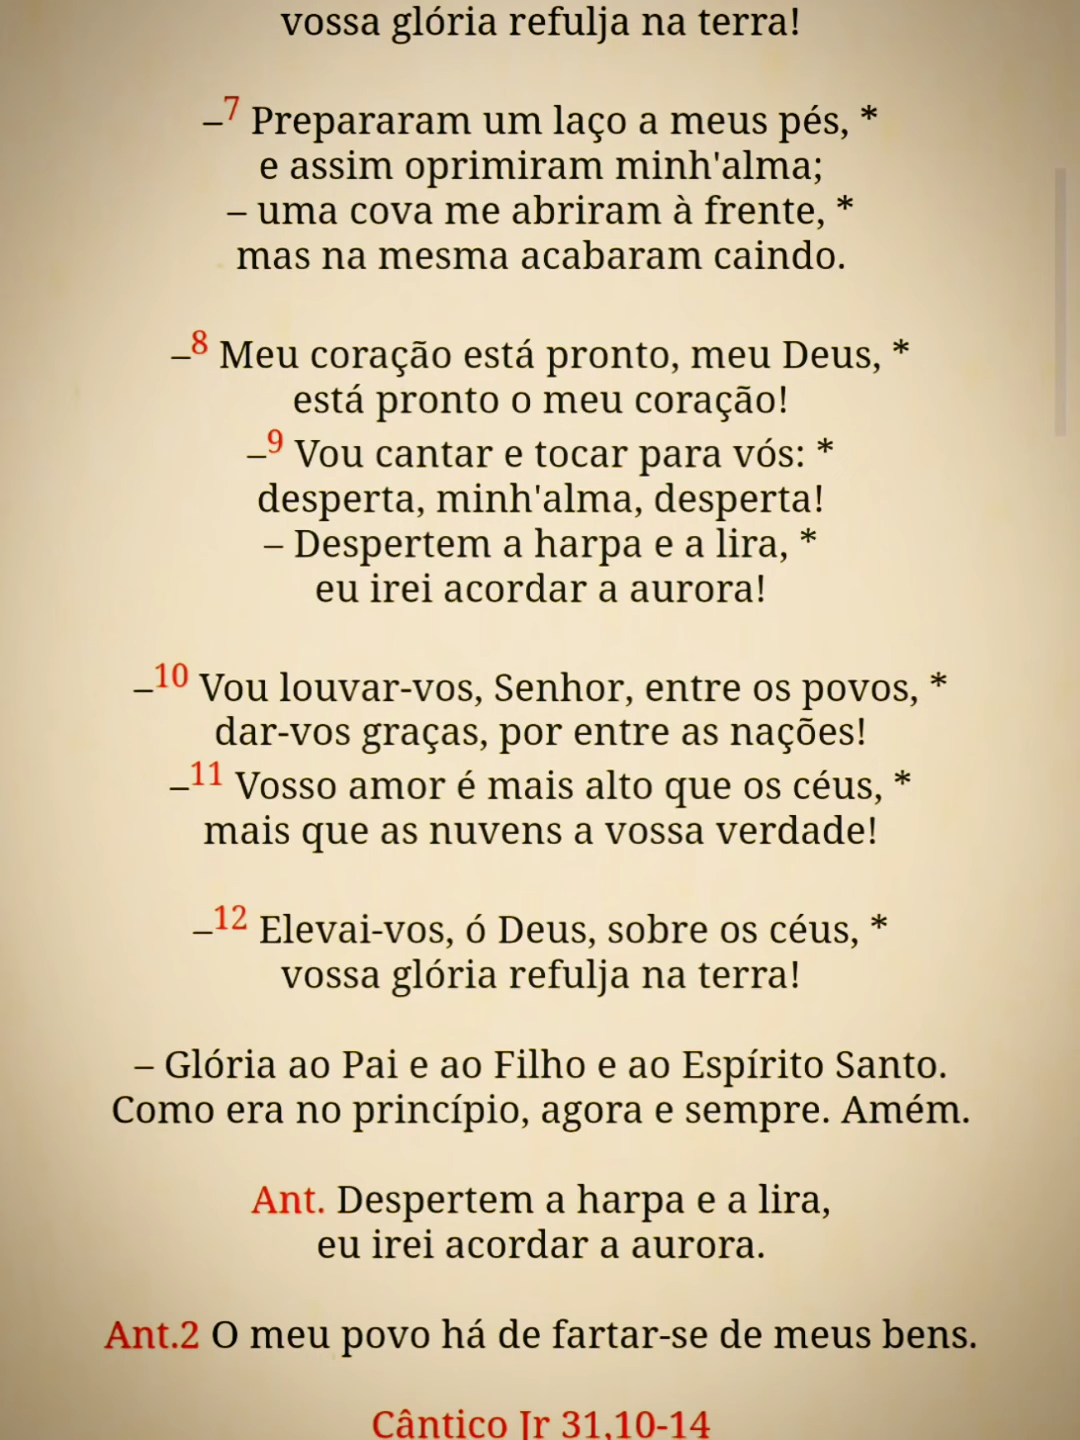 vossa glória refulja na terra!
–7 Prepararam um laço a meus pés, *
e assim oprimiram minh'alma;
– uma cova me abriram à frente, *
mas na mesma acabaram caindo.
–8 Meu coração está pronto, meu Deus, *
está pronto o meu coração!
–9 Vou cantar e tocar para vós: *
desperta, minh'alma, desperta!
– Despertem a harpa e a lira, *
eu irei acordar a aurora!
–10 Vou louvar-vos, Senhor, entre os povos, *
dar-vos graças, por entre as nações!
–11 Vosso amor é mais alto que os céus, *
mais que as nuvens a vossa verdade!
–12 Elevai-vos, ó Deus, sobre os céus, *
vossa glória refulja na terra!
– Glória ao Pai e ao Filho e ao Espírito Santo.
Como era no princípio, agora e sempre. Amém.
Ant. Despertem a harpa e a lira,
eu irei acordar a aurora.
Ant.2 O meu povo há de fartar-se de meus bens.
Cântico Jr 31,10-14